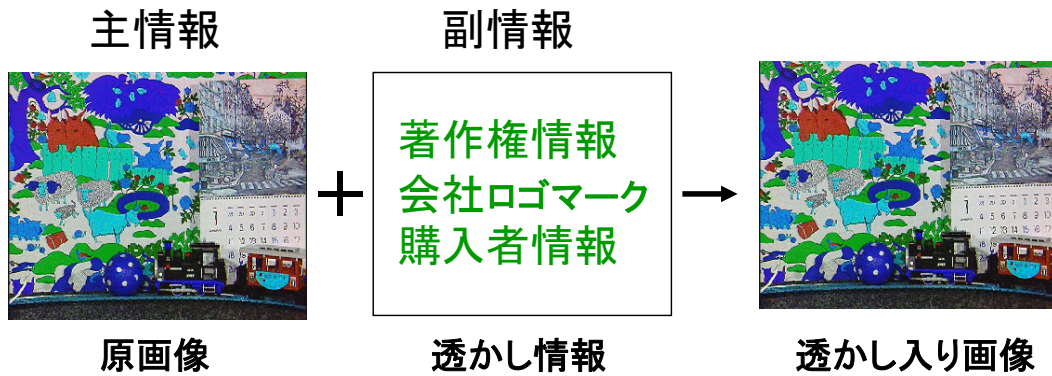 主情報
副情報
著作権情報
会社ロゴマーク
購入者情報
＋
→
原画像
透かし情報
透かし入り画像